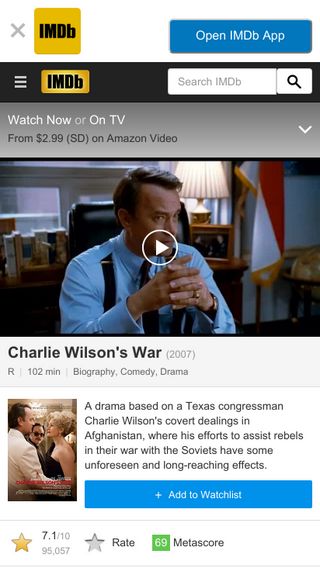 IMDb
Open IMDb App
IMDb
Search IMDb
Watch Now or On TV
From $2.99 (SD) on Amazon Video
Charlie Wilson's War (2007)
R | 102 min | Biography, Comedy, Drama
A drama based on a Texas congressman
Charlie Wilson's covert dealings in
Afghanistan, where his efforts to assist rebels
in their war with the Soviets have some
unforeseen and long-reaching effects.
CHARLIE WILSON'S WAR
+ Add to Watchlist
7.1/10
95,057
Rate
69 Metascore